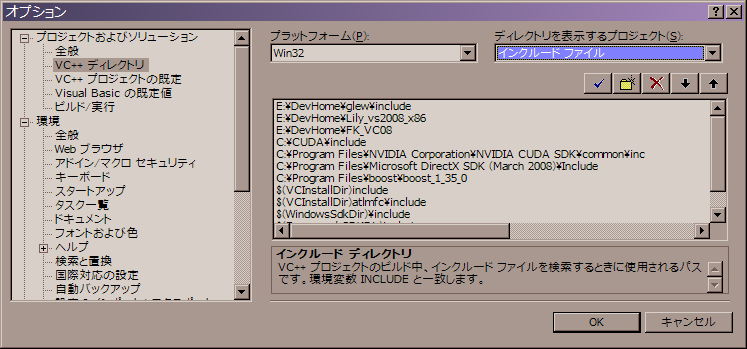 オプション
プロジェクトおよびソリューション
全般
VC++ ディレクトリ
VC++ プロジェクトの既定
Visual Basic の既定値
ビルド/実行
環境
全般
Web ブラウザ
アドイン/マクロ セキュリティ
キーボード
スタートアップ
タスク一覧
ドキュメント
フォントおよび色
ヘルプ
検索と置換
国際対応の設定
自動バックアップ
プラットフォーム(P):
Win32
ディレクトリを表示するプロジェクト(S):
インクルード ファイル
E:¥DevHome¥glew¥include
E:¥DevHome¥Lily_vs2008_x86
E:¥DevHome¥FK_VC08
C:¥CUDA¥include
C:¥Program Files¥NVIDIA Corporation¥NVIDIA CUDA SDK¥common¥inc
C:¥Program Files¥Microsoft DirectX SDK (March 2008)¥Include
C:¥Program Files¥boost¥boost_1_35_0
$(VCInstallDir)include
$(VCInstallDir)atlmfc¥include
$(WindowsSdkDir)¥include
インクルード ディレクトリ
VC++ プロジェクトのビルド中、インクルード ファイルを検索するときに使用されるパス
です。環境変数 INCLUDE と一致します。
OK
キャンセル